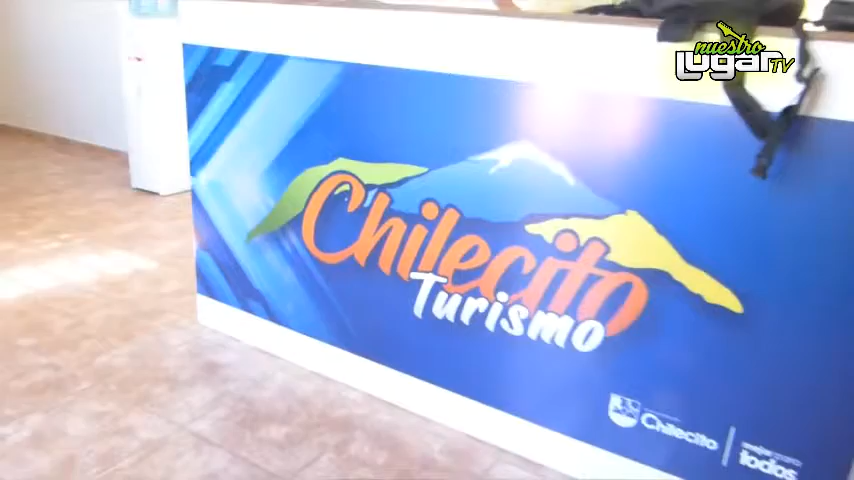 nuestro
LUgar TV
Chilecito
Turismo
Chilecito
todos